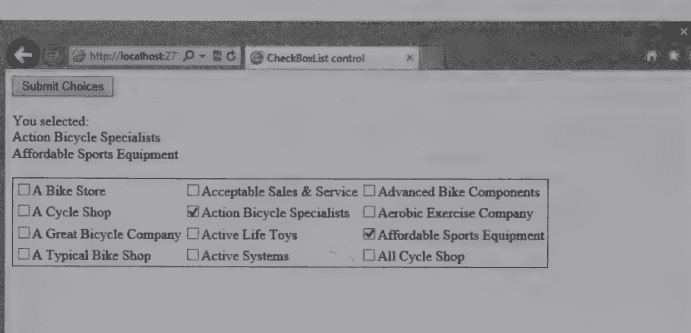 http://localhost:27
CheckBoxList control
Submit Choices
You selected:
Action Bicycle Specialists
Affordable Sports Equipment
A Bike Store Acceptable Sales & Service Advanced Bike Components
A Cycle Shop Action Bicycle Specialists Aerobic Exercise Company
A Great Bicycle Company Active Life Toys Affordable Sports Equipment
A Typical Bike Shop Active Systems All Cycle Shop